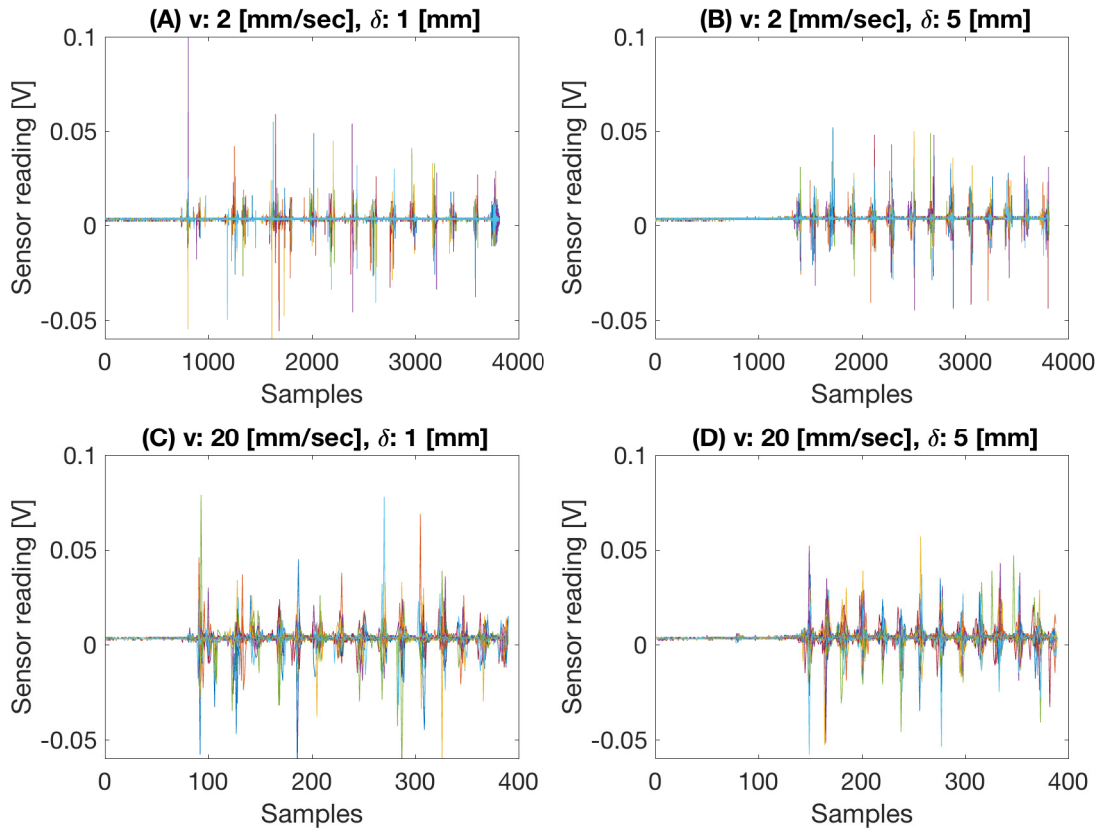 (A) v: 2 [mm/sec], δ: 1 [mm]
Sensor reading [V]
0.1
0.05
0
-0.05
0 1000 2000 3000 4000
Samples
(B) v: 2 [mm/sec], δ: 5 [mm]
Sensor reading [V]
0.1
0.05
0
-0.05
0 1000 2000 3000 4000
Samples
(C) v: 20 [mm/sec], δ: 1 [mm]
Sensor reading [V]
0.1
0.05
0
-0.05
0 100 200 300 400
Samples
(D) v: 20 [mm/sec], δ: 5 [mm]
Sensor reading [V]
0.1
0.05
0
-0.05
0 100 200 300 400
Samples